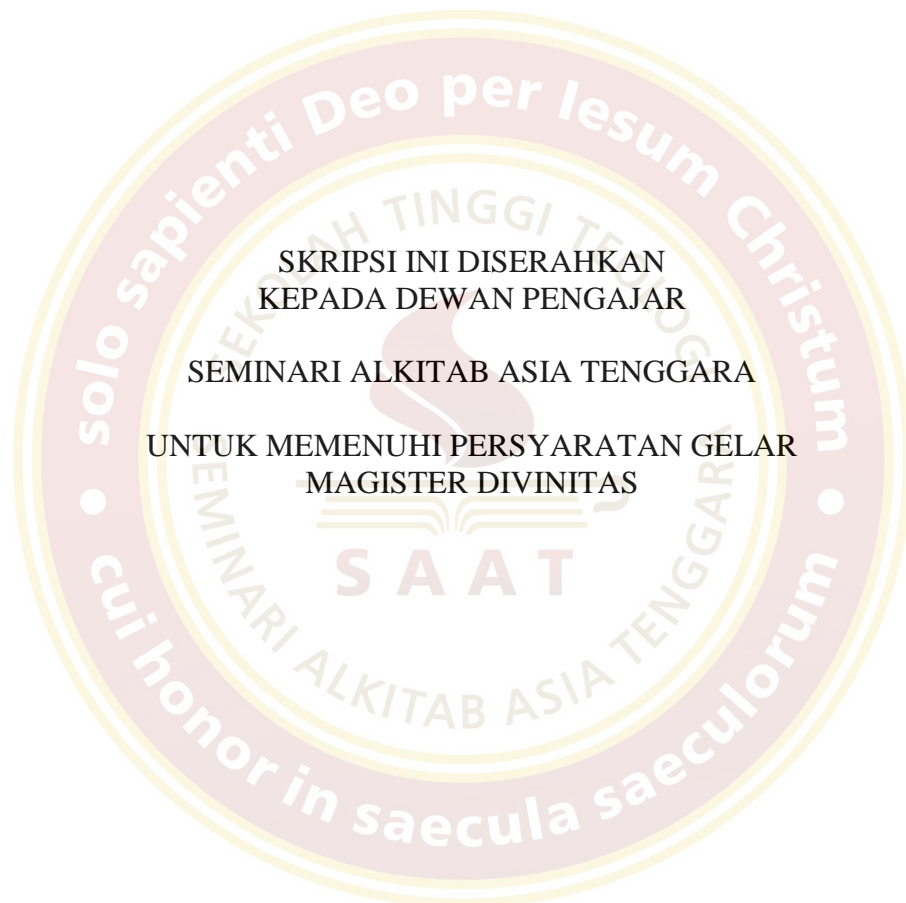 SKRIPSI INI DISERAHKAN
KEPADA DEWAN PENGAJAR
SEMINARI ALKITAB ASIA TENGGARA
UNTUK MEMENUHI PERSYARATAN GELAR
MAGISTER DIVINITAS
solo sapienti Deo per Iesum Christum
cui honor in saecula saeculorum
SEKOLAH TINGGI TEOLOGI
SEMINARI ALKITAB ASIA TENGGARA
SAAT